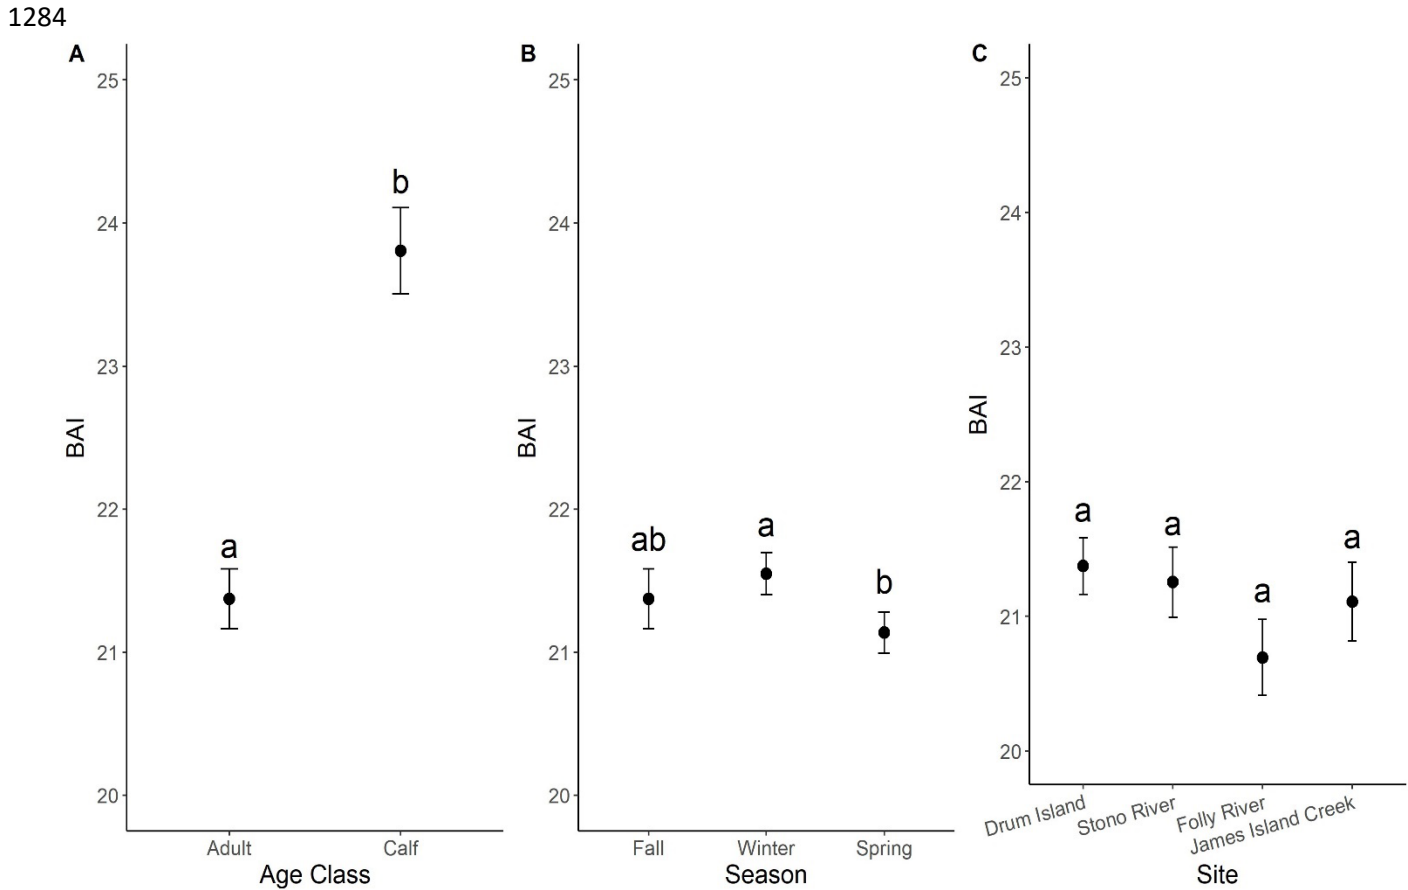 1284
A
25
24
23
22
21
20
BAI
a
b
Adult
Calf
Age Class
B
25
24
23
22
21
20
BAI
ab
a
b
Fall
Winter
Spring
Season
C
25
24
23
22
21
20
BAI
a
a
a
a
Drum Island
Stono River
Folly River
James Island Creek
Site